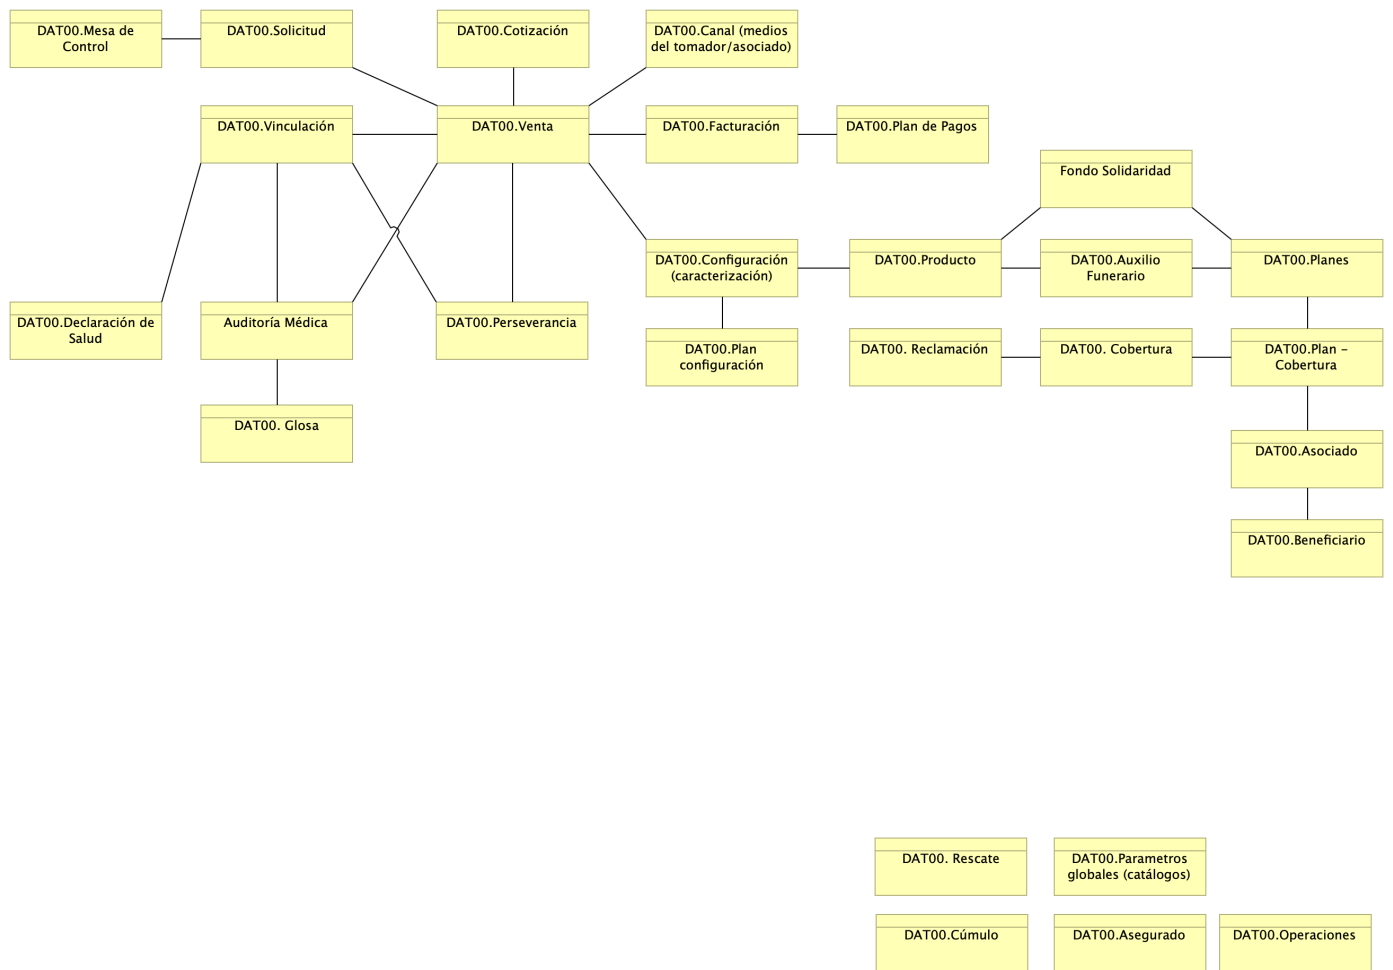 DAT00.Mesa de
Control
DAT00.Solicitud
DAT00.Cotización
DAT00.Canal (medios
del tomador/asociado)
DAT00.Vinculación
DAT00.Venta
DAT00.Facturación
DAT00.Plan de Pagos
Fondo Solidaridad
DAT00.Configuración
(caracterización)
DAT00.Producto
DAT00.Auxilio
Funerario
DAT00.Planes
DAT00.Declaración de
Salud
Auditoría Médica
DAT00.Perseverancia
DAT00.Plan
configuración
DAT00. Reclamación
DAT00. Cobertura
DAT00.Plan –
Cobertura
DAT00. Glosa
DAT00.Asociado
DAT00.Beneficiario
DAT00. Rescate
DAT00.Parametros
globales (catálogos)
DAT00.Cúmulo
DAT00.Asegurado
DAT00.Operaciones